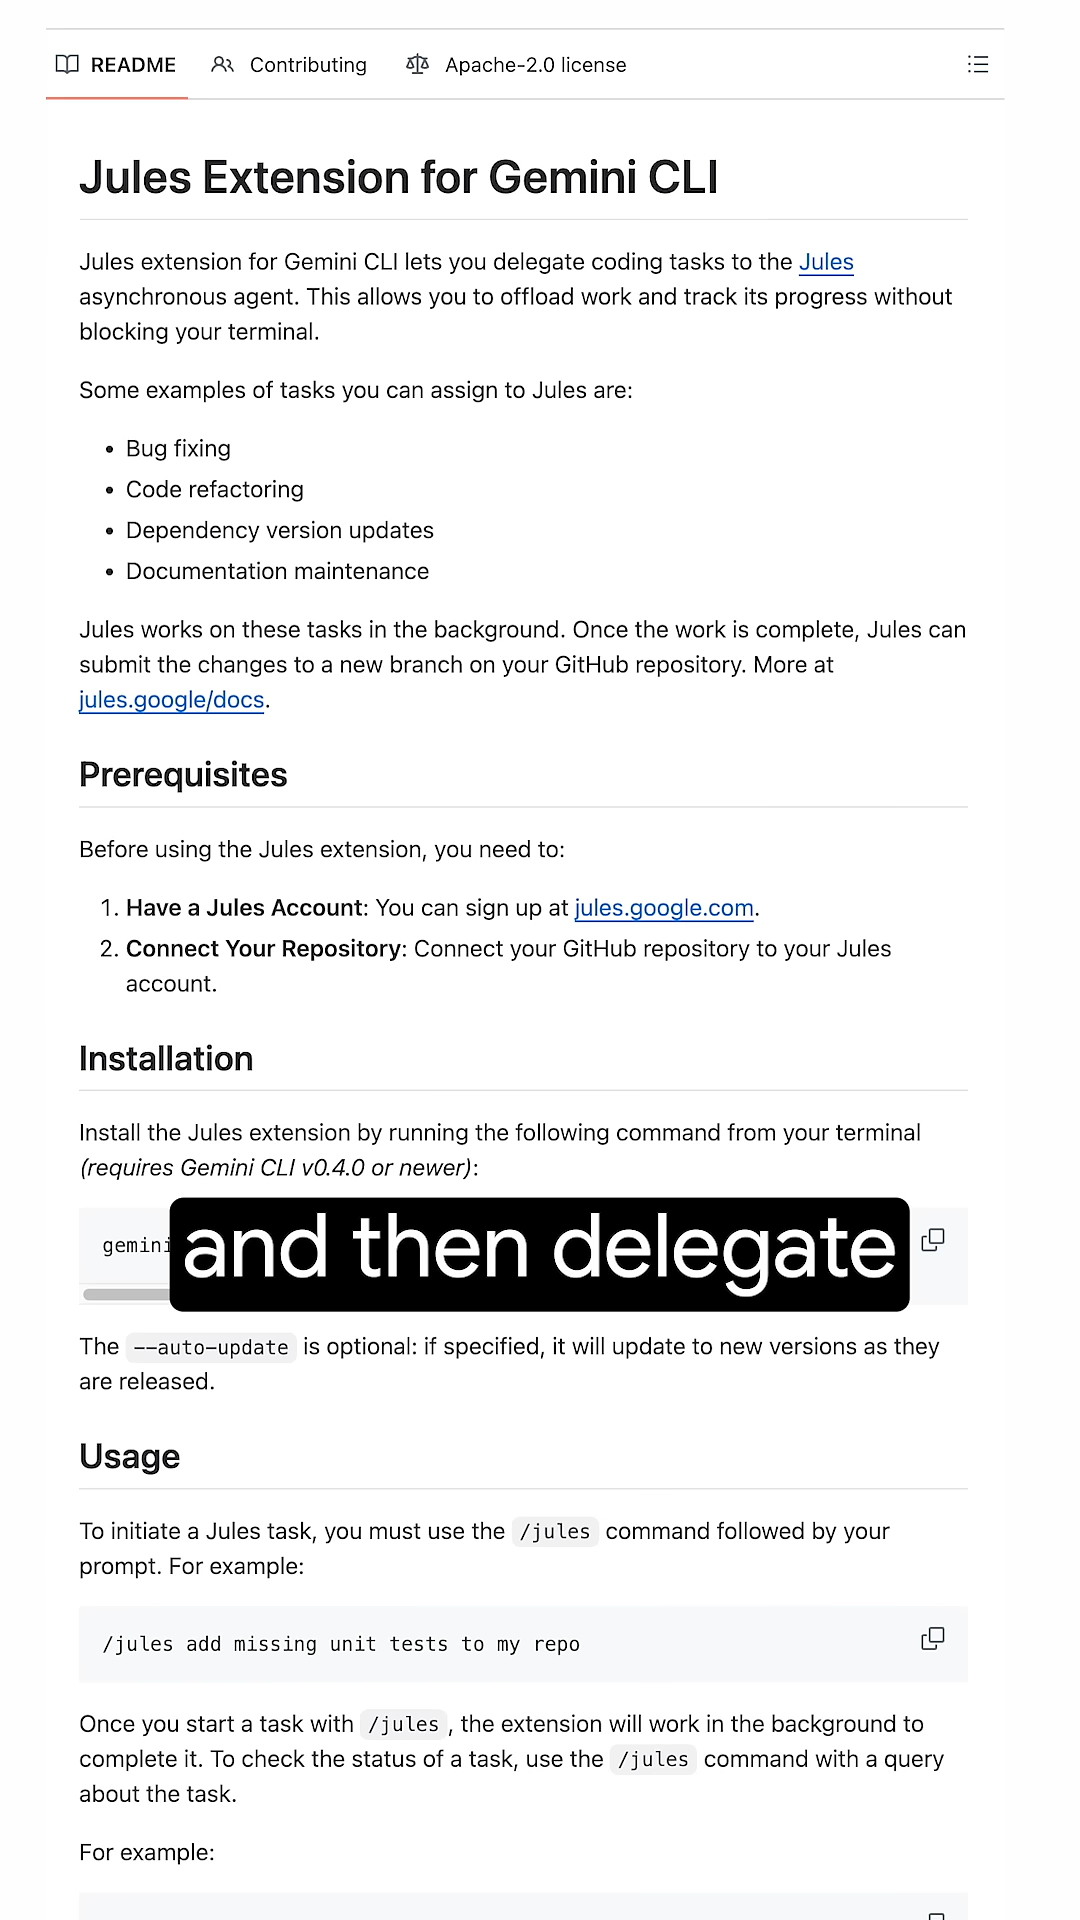 README Contributing Apache-2.0 license
Jules Extension for Gemini CLI
Jules extension for Gemini CLI lets you delegate coding tasks to the Jules
asynchronous agent. This allows you to offload work and track its progress without
blocking your terminal.
Some examples of tasks you can assign to Jules are:
• Bug fixing
• Code refactoring
• Dependency version updates
• Documentation maintenance
Jules works on these tasks in the background. Once the work is complete, Jules can
submit the changes to a new branch on your GitHub repository. More at
jules.google/docs.
Prerequisites
Before using the Jules extension, you need to:
1. Have a Jules Account: You can sign up at jules.google.com.
2. Connect Your Repository: Connect your GitHub repository to your Jules
account.
Installation
Install the Jules extension by running the following command from your terminal
(requires Gemini CLI v0.4.0 or newer):
gemini
and then delegate
The --auto-update is optional: if specified, it will update to new versions as they
are released.
Usage
To initiate a Jules task, you must use the /jules command followed by your
prompt. For example:
/jules add missing unit tests to my repo
Once you start a task with /jules, the extension will work in the background to
complete it. To check the status of a task, use the /jules command with a query
about the task.
For example: